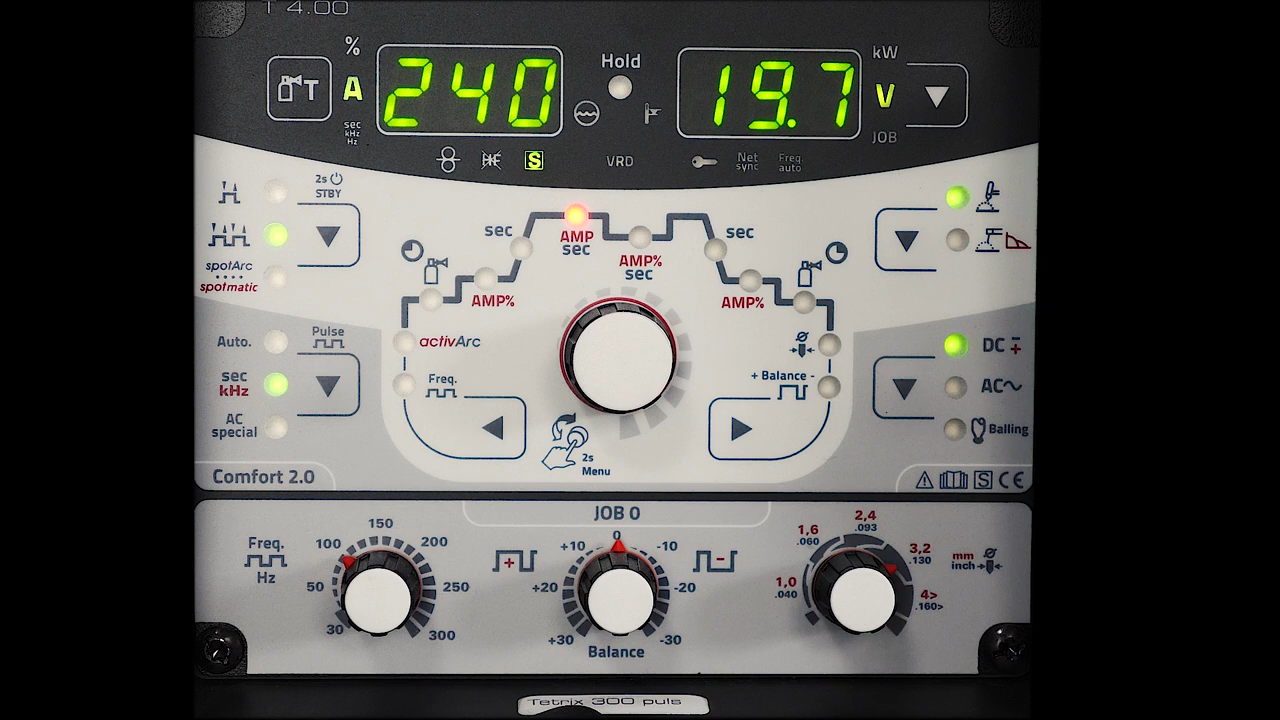 T 4.00
%
A
sec
kHz
Hz
T
240
Hold
19.7
kW
V
JOB
HF
S
VRD
Net
sync
Freq.
auto
2s
STBY
spotArc
spotmatic
sec
AMP
sec
AMP%
sec
sec
AMP%
AMP%
activArc
Freq.
+ Balance -
2s
Menu
Auto.
Pulse
sec
kHz
AC
special
DC - +
AC
Balling
Comfort 2.0
S CE
JOB 0
Freq.
Hz
30
50
100
150
200
250
300
+
+30
+20
+10
0
-10
-20
-30
-
Balance
1,0
.040
1,6
.060
2,4
.093
3,2
.130
4>
.160>
mm
inch
Tetrix 300 puls